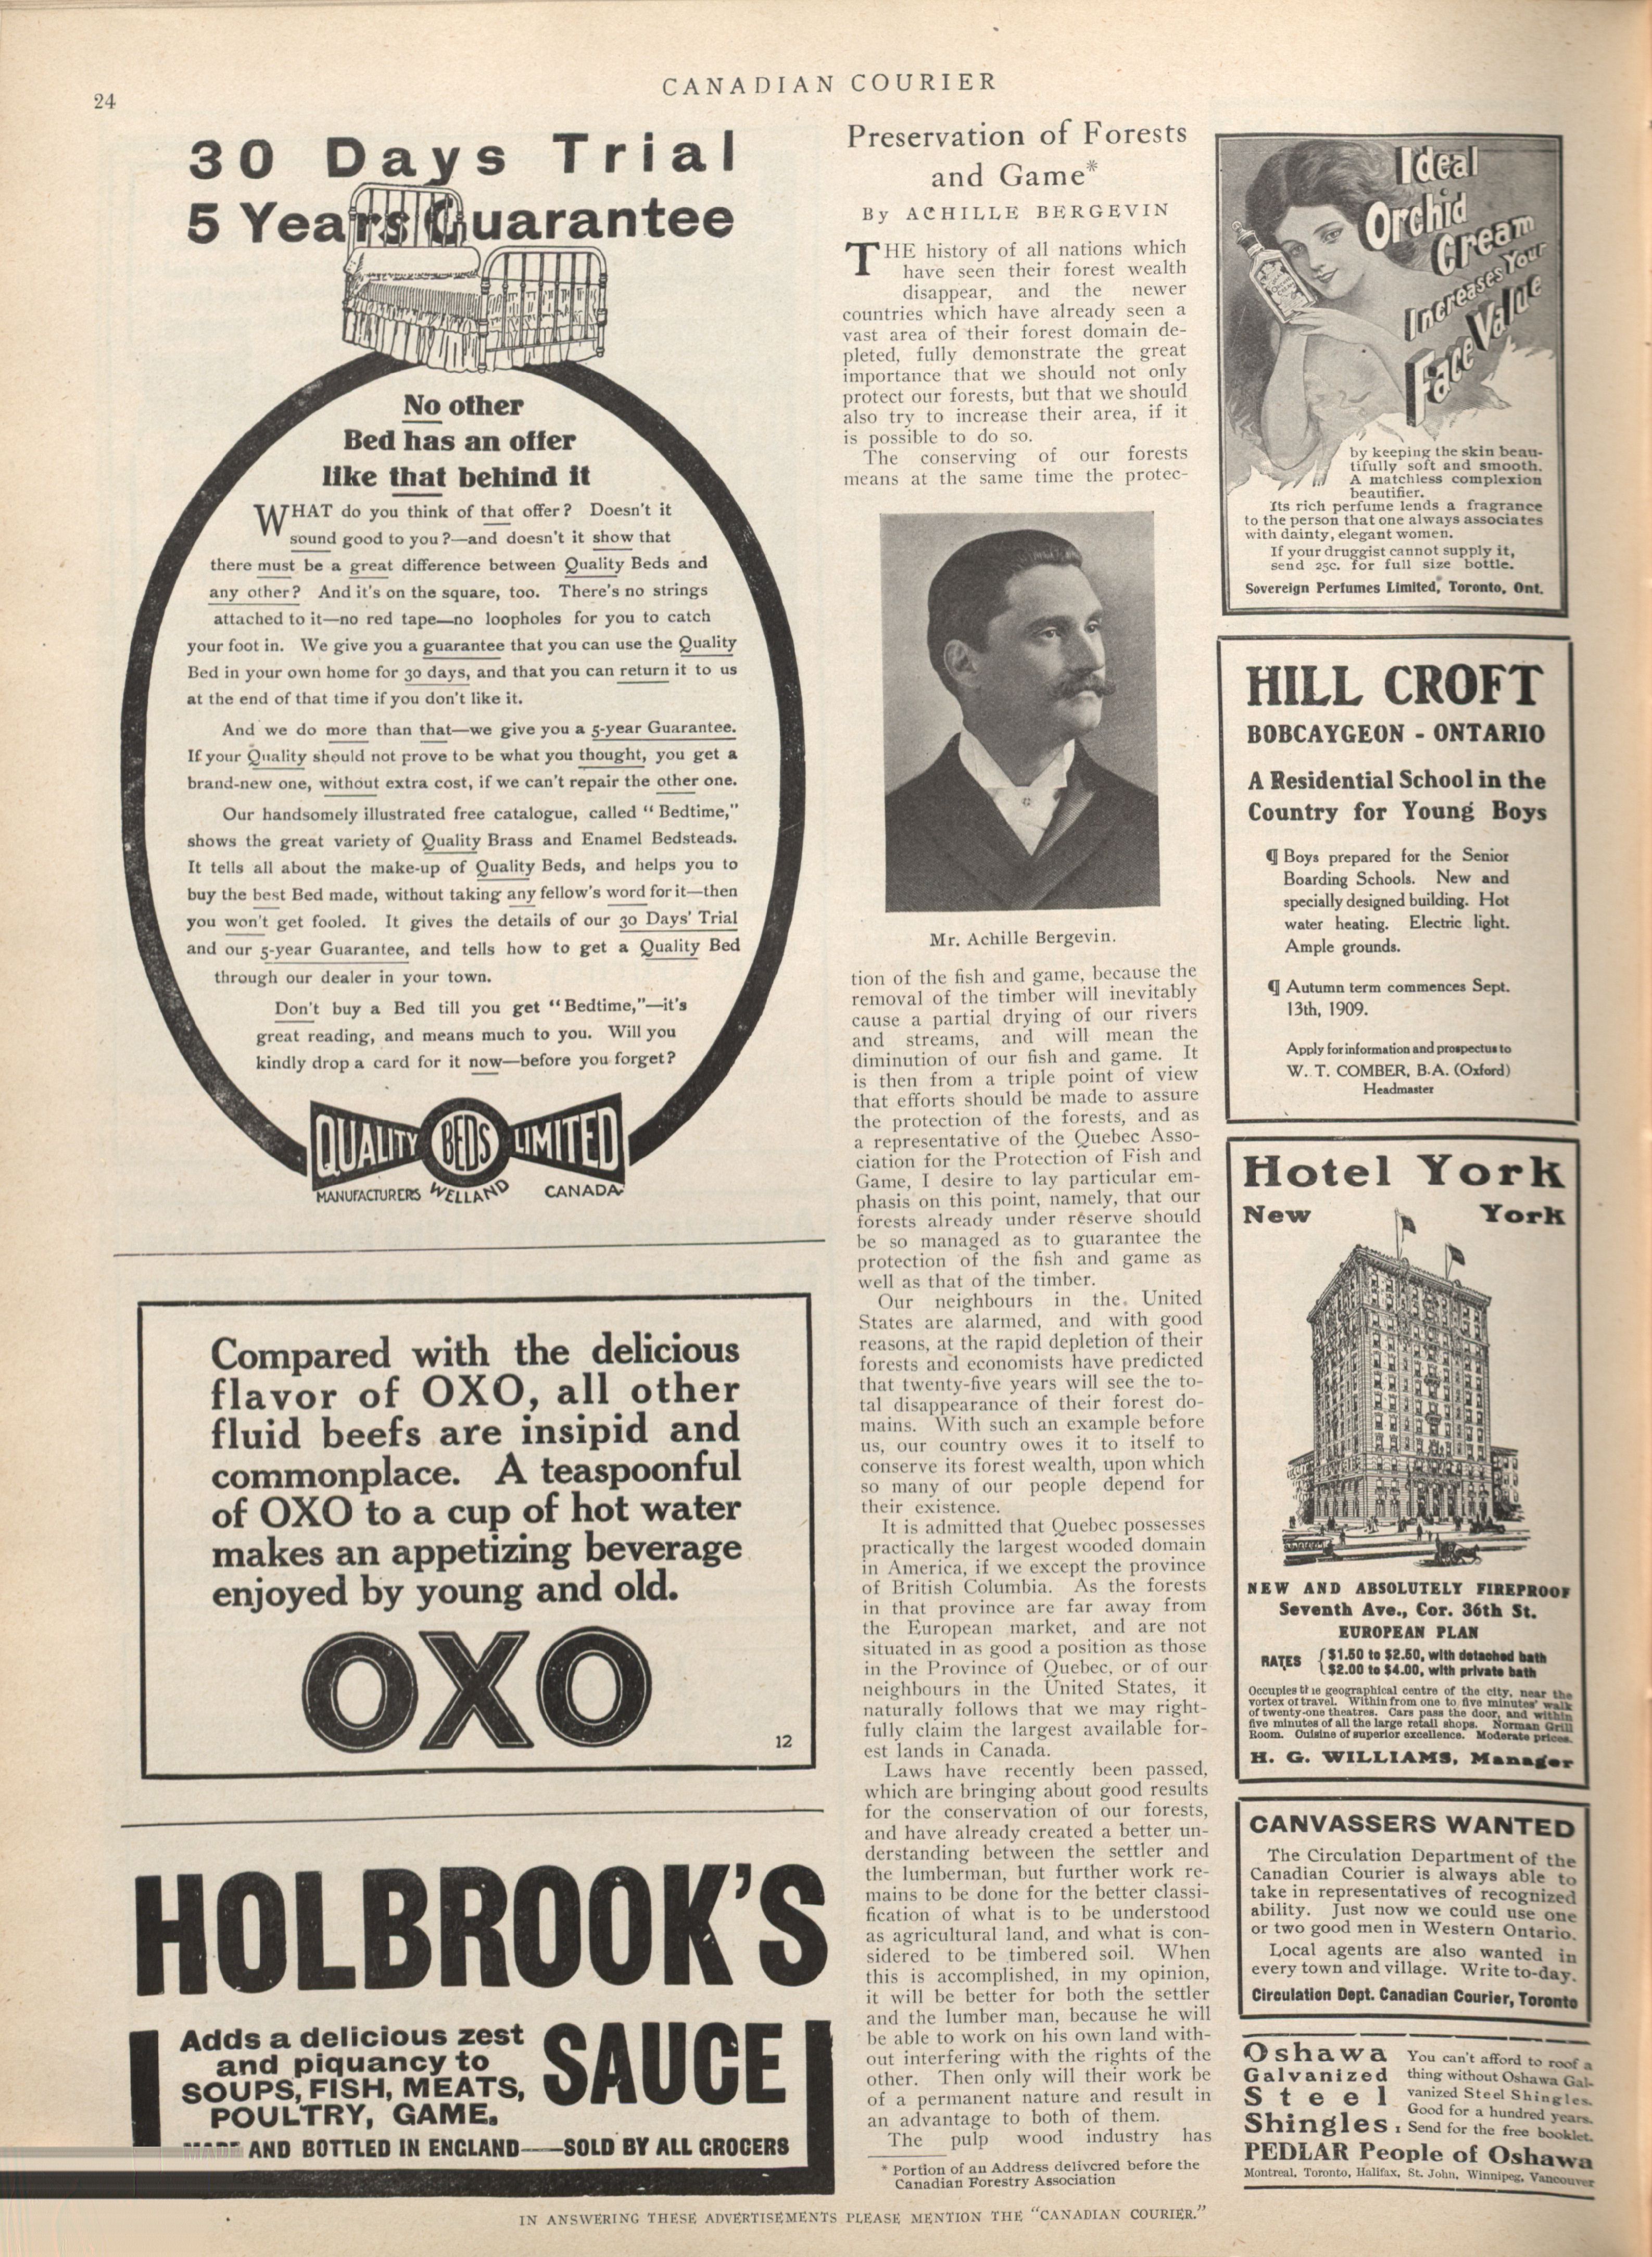 24
CANADIAN COURIER
30 Days Trial
5 Years Guarantee
No other
Bed has an offer
like that behind it
WHAT do you think of that offer? Doesn't it
sound good to you?—and doesn't it show that
there must be a great difference between Quality Beds and
any other? And it's on the square, too. There's no strings
attached to it—no red tape—no loopholes for you to catch
your foot in. We give you a guarantee that you can use the Quality
Bed in your own home for 30 days, and that you can return it to us
at the end of that time if you don't like it.
And we do more than that—we give you a 5-year Guarantee.
If your Quality should not prove to be what you thought, you get a
brand-new one, without extra cost, if we can't repair the other one.
Our handsomely illustrated free catalogue, called "Bedtime,"
shows the great variety of Quality Brass and Enamel Bedsteads.
It tells all about the make-up of Quality Beds, and helps you to
buy the best Bed made, without taking any fellow's word for it—then
you won't get fooled. It gives the details of our 30 Days' Trial
and our 5-year Guarantee, and tells how to get a Quality Bed
through our dealer in your town.
Don't buy a Bed till you get "Bedtime,"—it's
great reading, and means much to you. Will you
kindly drop a card for it now—before you forget?
QUALITY BEDS LIMITED
MANUFACTURERS WELLAND CANADA
Compared with the delicious
flavor of OXO, all other
fluid beefs are insipid and
commonplace. A teaspoonful
of OXO to a cup of hot water
makes an appetizing beverage
enjoyed by young and old.
OXO
12
HOLBROOK'S
Adds a delicious zest
and piquancy to
SOUPS, FISH, MEATS,
POULTRY, GAME.
SAUCE
MADE AND BOTTLED IN ENGLAND—SOLD BY ALL GROCERS
Preservation of Forests
and Game*
By ACHILLE BERGEVIN
THE history of all nations which
have seen their forest wealth
disappear, and the newer
countries which have already seen a
vast area of their forest domain de-
pleted, fully demonstrate the great
importance that we should not only
protect our forests, but that we should
also try to increase their area, if it
is possible to do so.
The conserving of our forests
means at the same time the protec-
Mr. Achille Bergevin.
tion of the fish and game, because the
removal of the timber will inevitably
cause a partial drying of our rivers
and streams, and will mean the
diminution of our fish and game. It
is then from a triple point of view
that efforts should be made to assure
the protection of the forests, and as
a representative of the Quebec Asso-
ciation for the Protection of Fish and
Game, I desire to lay particular em-
phasis on this point, namely, that our
forests already under reserve should
be so managed as to guarantee the
protection of the fish and game as
well as that of the timber.
Our neighbours in the United
States are alarmed, and with good
reasons, at the rapid depletion of their
forests and economists have predicted
that twenty-five years will see the to-
tal disappearance of their forest do-
mains. With such an example before
us, our country owes it to itself to
conserve its forest wealth, upon which
so many of our people depend for
their existence.
It is admitted that Quebec possesses
practically the largest wooded domain
in America, if we except the province
of British Columbia. As the forests
in that province are far away from
the European market, and are not
situated in as good a position as those
in the Province of Quebec, or of our
neighbours in the United States, it
naturally follows that we may right-
fully claim the largest available for-
est lands in Canada.
Laws have recently been passed,
which are bringing about good results
for the conservation of our forests,
and have already created a better un-
derstanding between the settler and
the lumberman, but further work re-
mains to be done for the better classi-
fication of what is to be understood
as agricultural land, and what is con-
sidered to be timbered soil. When
this is accomplished, in my opinion,
it will be better for both the settler
and the lumber man, because he will
be able to work on his own land with-
out interfering with the rights of the
other. Then only will their work be
of a permanent nature and result in
an advantage to both of them.
The pulp wood industry has
* Portion of an Address delivered before the
Canadian Forestry Association
Ideal
Orchid
Cream
Increases Your
Face Value
by keeping the skin beau-
tifully soft and smooth.
A matchless complexion
beautifier.
Its rich perfume lends a fragrance
to the person that one always associates
with dainty, elegant women.
If your druggist cannot supply it,
send 25c. for full size bottle.
Sovereign Perfumes Limited, Toronto, Ont.
HILL CROFT
BOBCAYGEON - ONTARIO
A Residential School in the
Country for Young Boys
¶ Boys prepared for the Senior
Boarding Schools. New and
specially designed building. Hot
water heating. Electric light.
Ample grounds.
¶ Autumn term commences Sept.
13th, 1909.
Apply for information and prospectus to
W. T. COMBER, B.A. (Oxford)
Headmaster
Hotel York
New York
NEW AND ABSOLUTELY FIREPROOF
Seventh Ave., Cor. 36th St.
EUROPEAN PLAN
RATES { $1.50 to $2.50, with detached bath
$2.00 to $4.00, with private bath
Occupies the geographical centre of the city, near the
vortex of travel. Within from one to five minutes' walk
of twenty-one theatres. Cars pass the door, and within
five minutes of all the large retail shops. Norman Grill
Room. Cuisine of superior excellence. Moderate prices.
H. G. WILLIAMS, Manager
CANVASSERS WANTED
The Circulation Department of the
Canadian Courier is always able to
take in representatives of recognized
ability. Just now we could use one
or two good men in Western Ontario.
Local agents are also wanted in
every town and village. Write to-day.
Circulation Dept. Canadian Courier, Toronto
Oshawa
Galvanized
Steel
Shingles,
You can't afford to roof a
thing without Oshawa Gal-
vanized Steel Shingles.
Good for a hundred years.
Send for the free booklet.
PEDLAR People of Oshawa
Montreal, Toronto, Halifax, St. John, Winnipeg, Vancouver
IN ANSWERING THESE ADVERTISEMENTS PLEASE MENTION THE "CANADIAN COURIER."